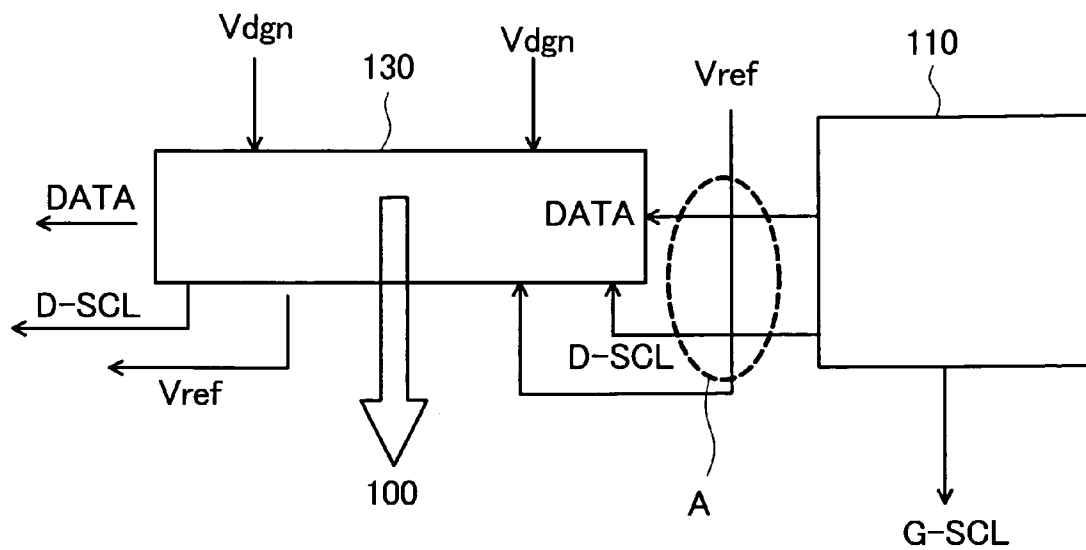 Vdgn
Vdgn
130
Vref
110
DATA
DATA
D-SCL
D-SCL
Vref
100
A
G-SCL